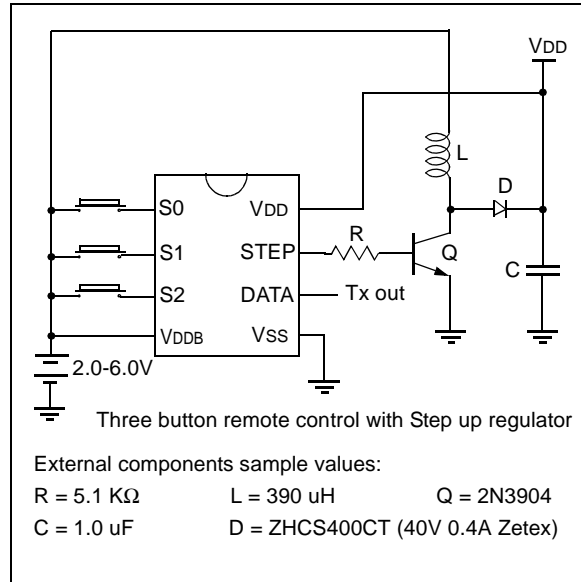 VDD
L
D
S0
VDD
R
S1
STEP
Q
C
S2
DATA
Tx out
VDDB
VSS
2.0-6.0V
Three button remote control with Step up regulator
External components sample values:
R = 5.1 KΩ L = 390 uH Q = 2N3904
C = 1.0 uF D = ZHCS400CT (40V 0.4A Zetex)